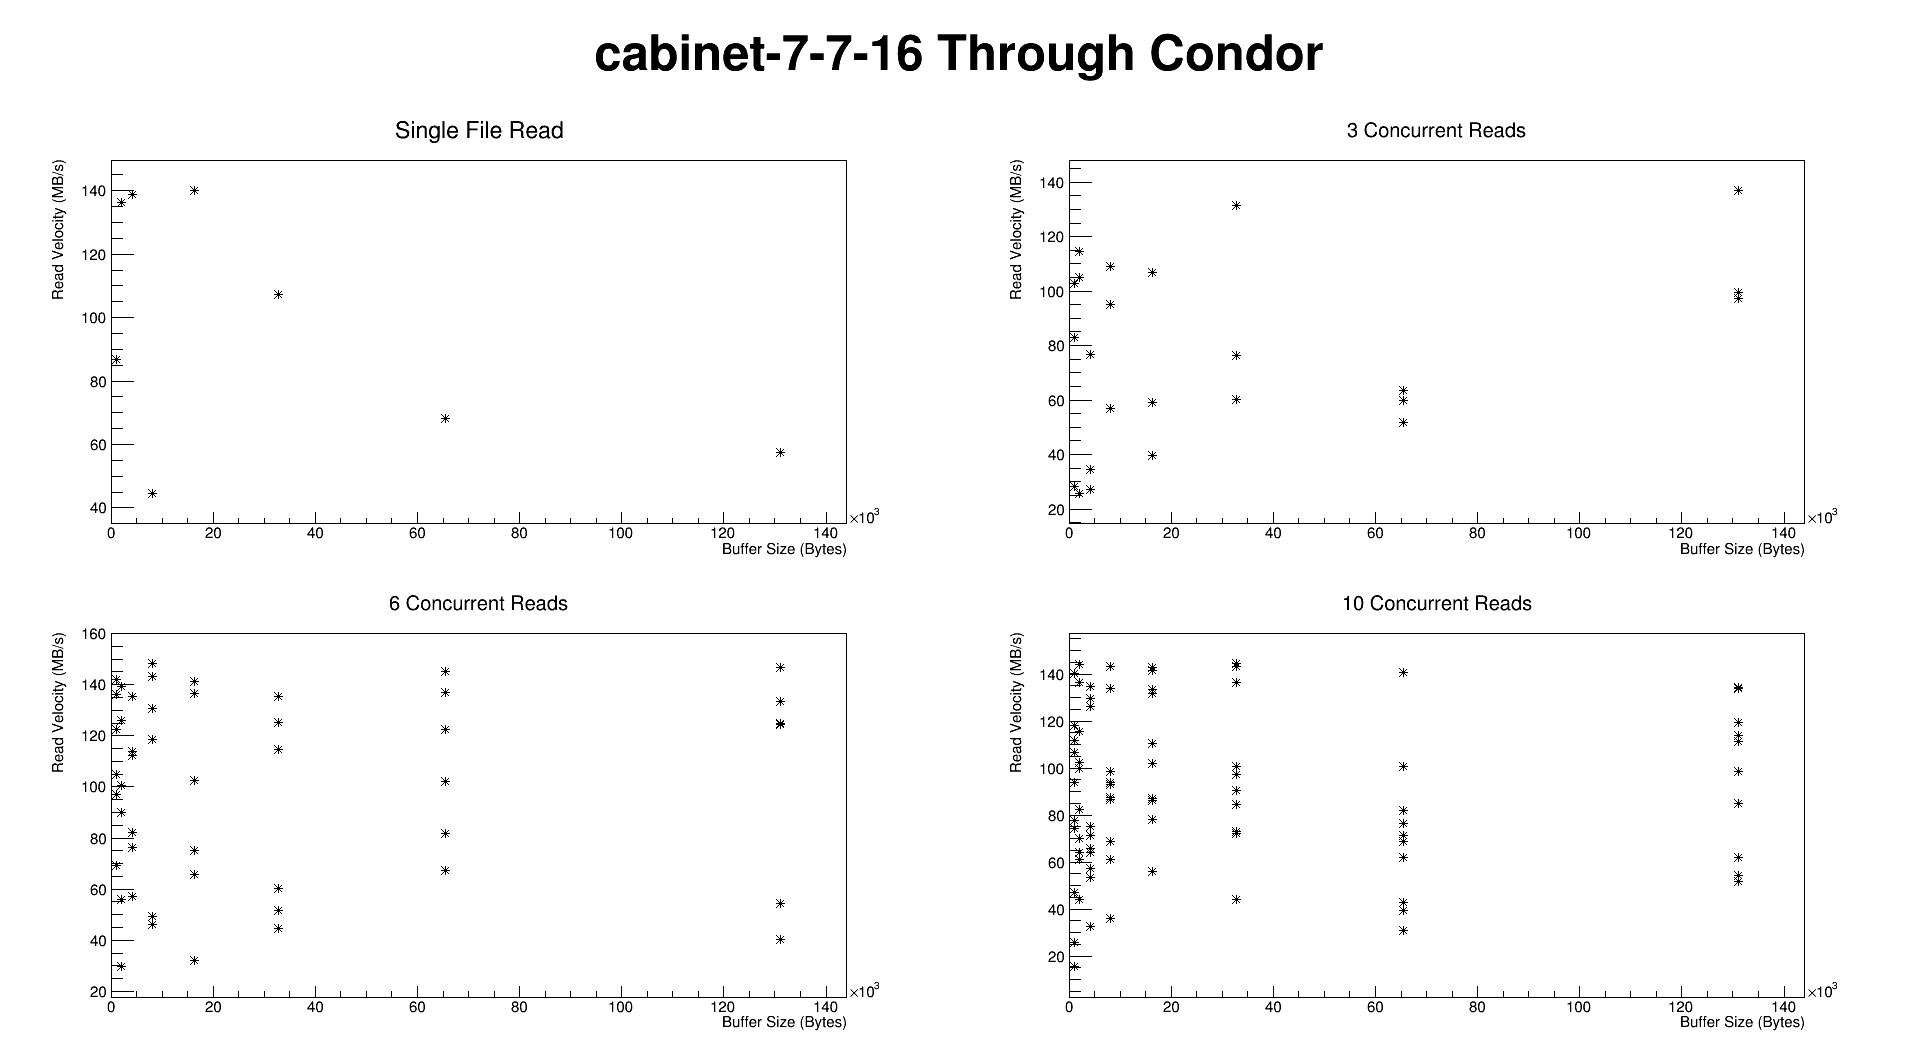 cabinet-7-7-16 Through Condor
Single File Read
Read Velocity (MB/s)
140
120
100
80
60
40
0 20 40 60 80 100 120 140
×10³
Buffer Size (Bytes)
3 Concurrent Reads
Read Velocity (MB/s)
140
120
100
80
60
40
20
0 20 40 60 80 100 120 140
×10³
Buffer Size (Bytes)
6 Concurrent Reads
Read Velocity (MB/s)
160
140
120
100
80
60
40
20
0 20 40 60 80 100 120 140
×10³
Buffer Size (Bytes)
10 Concurrent Reads
Read Velocity (MB/s)
140
120
100
80
60
40
20
0 20 40 60 80 100 120 140
×10³
Buffer Size (Bytes)